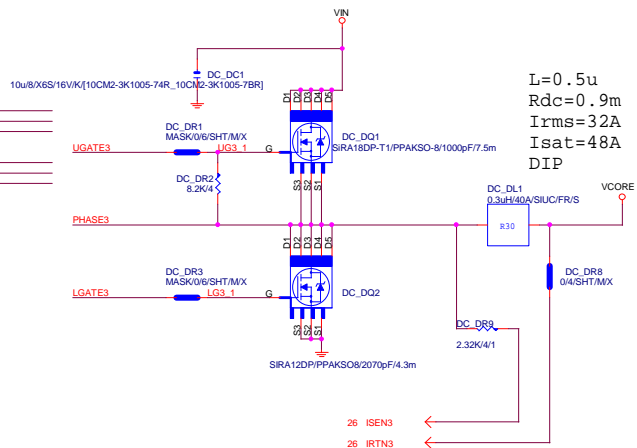 VIN
DC_DC1
10u/8/X6S/16V/K/[10CM2-3K1005-74R_10CM2-3K1005-7BR]
L=0.5u
Rdc=0.9m
Irms=32A
Isat=48A
DIP
D1 D2 D3 D4 D5
DC_DR1
MASK/0/6/SHT/M/X
UGATE3
UG3_1
G
DC_DQ1
SiRA18DP-T1/PPAKSO-8/1000pF/7.5m
DC_DR2
8.2K/4
S3 S2 S1
DC_DL1
0.3uH/40A/SIUC/FR/S
VCORE
PHASE3
R30
D1 D2 D3 D4 D5
DC_DR3
MASK/0/6/SHT/M/X
LGATE3
LG3_1
G
DC_DQ2
DC_DR8
0/4/SHT/M/X
S3 S2 S1
DC_DR9
2.32K/4/1
SIRA12DP/PPAKSO8/2070pF/4.3m
26 ISEN3
26 IRTN3